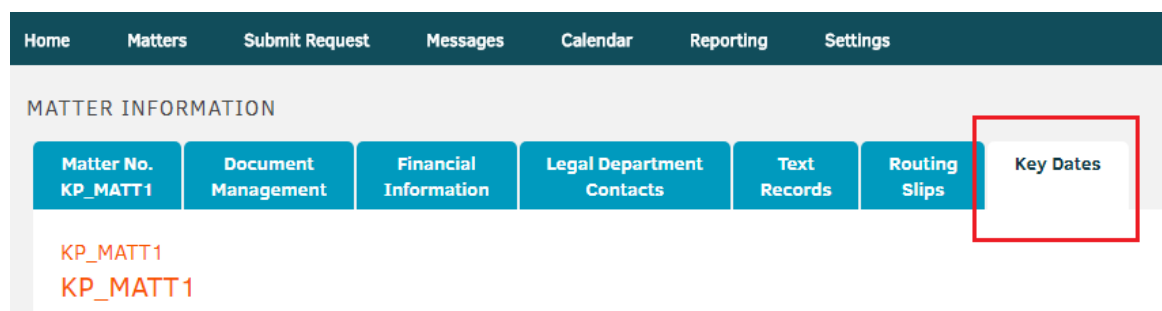 Home Matters Submit Request Messages Calendar Reporting Settings
MATTER INFORMATION
Matter No. Document Financial Legal Department Text Routing Key Dates
KP_MATT1 Management Information Contacts Records Slips
KP_MATT1
KP_MATT1